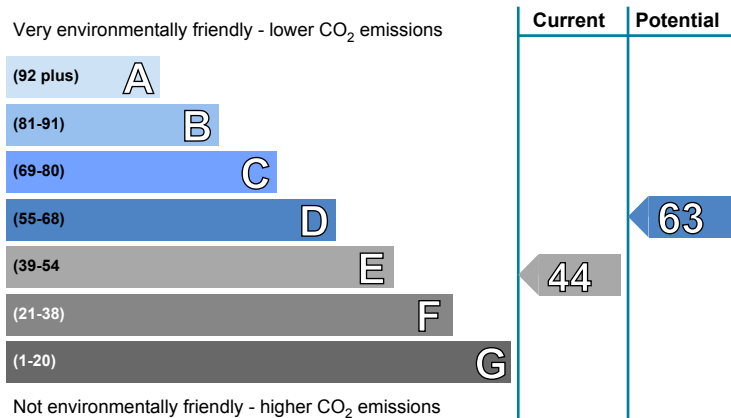 Very environmentally friendly - lower CO2 emissions
Current
Potential
(92 plus) A
(81-91) B
(69-80) C
(55-68) D
63
(39-54 E
44
(21-38) F
(1-20) G
Not environmentally friendly - higher CO2 emissions